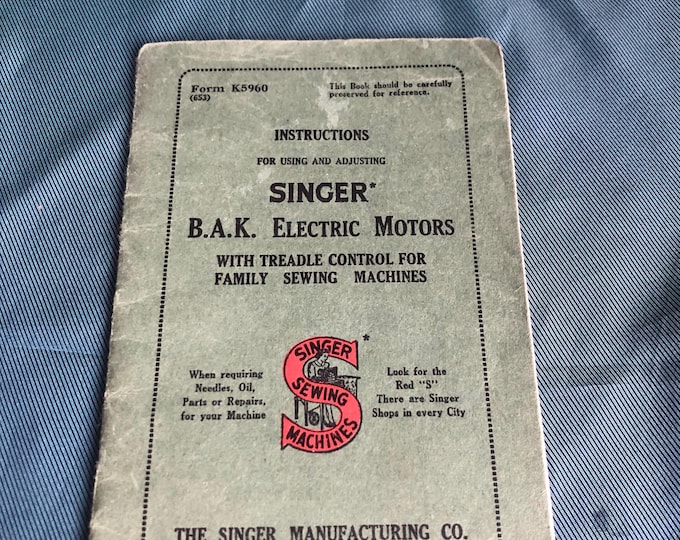 Form K5960
(653)
This Book should be carefully
preserved for reference.
INSTRUCTIONS
FOR USING AND ADJUSTING
SINGER*
B.A.K. ELECTRIC MOTORS
WITH TREADLE CONTROL FOR
FAMILY SEWING MACHINES
When requiring
Needles, Oil,
Parts or Repairs,
for your Machine
SINGER
SEWING
MACHINES
*
Look for the
Red "S"
There are Singer
Shops in every City
THE SINGER MANUFACTURING CO.